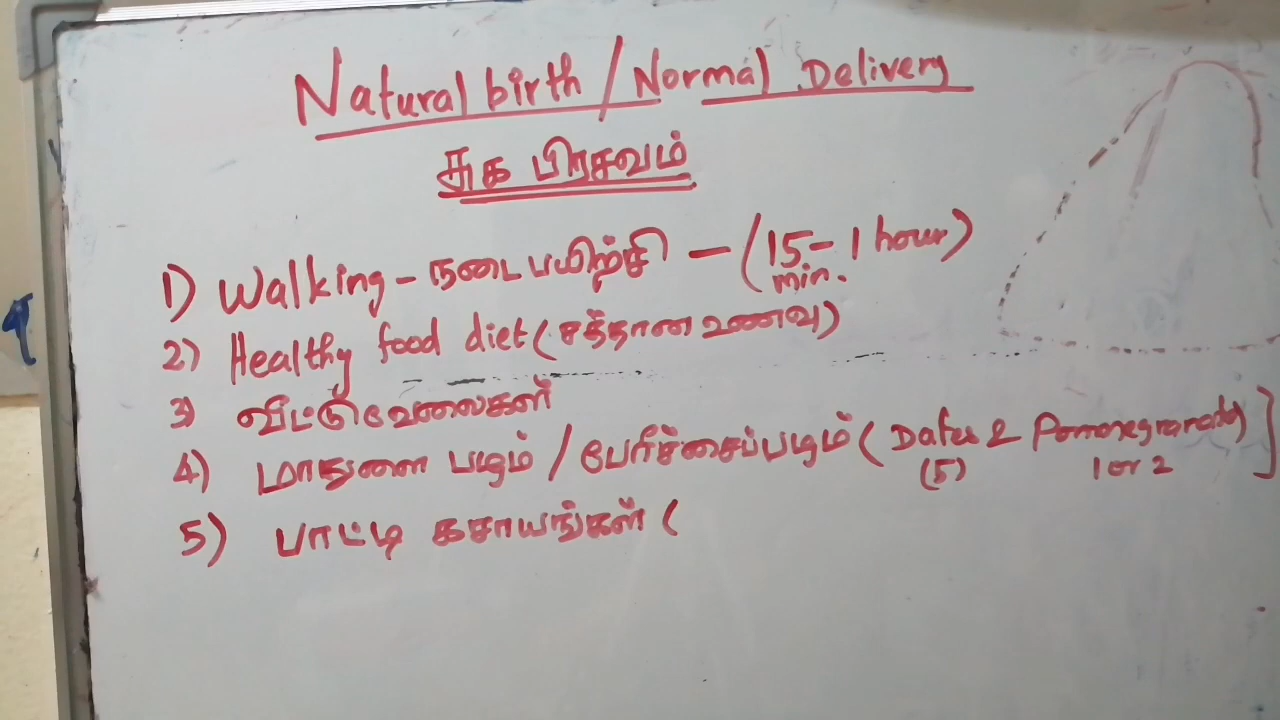 Natural birth / Normal Delivery
சுக பிரசவம்
1) Walking - நடைபயிற்சி - (15 - 1 hour)
min.
2) Healthy food diet (சத்தான உணவு)
3) வீட்டு வேலைகள்
4) மாதுளை பழம் / பேரிச்சைப்பழம் ( Dates & Pomonegranade) ]
(5) 1 or 2
5) பாட்டி கசாயங்கள் (